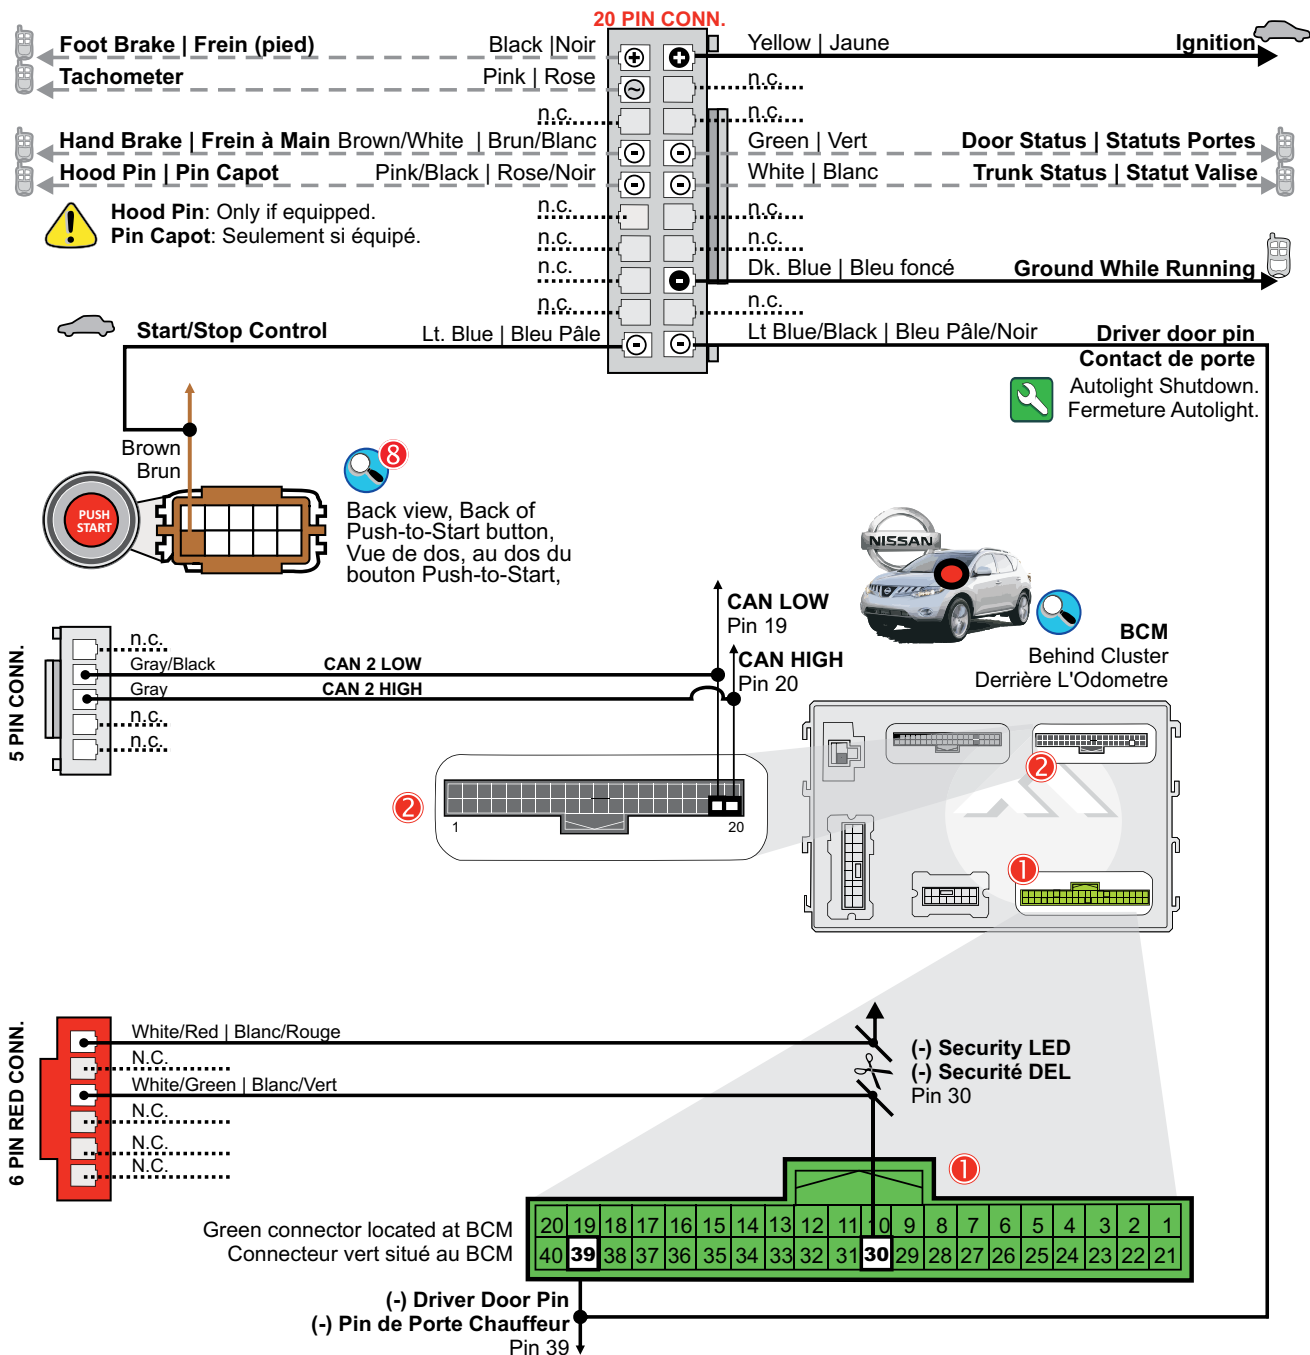 20 PIN CONN.
Foot Brake | Frein (pied)
Black |Noir
Yellow | Jaune
Ignition
Tachometer
Pink | Rose
n.c.
n.c.
n.c.
Hand Brake | Frein à Main
Brown/White | Brun/Blanc
Green | Vert
Door Status | Statuts Portes
Hood Pin | Pin Capot
Pink/Black | Rose/Noir
White | Blanc
Trunk Status | Statut Valise
Hood Pin: Only if equipped.
Pin Capot: Seulement si équipé.
n.c.
n.c.
n.c.
n.c.
n.c.
Dk. Blue | Bleu foncé
Ground While Running
n.c.
n.c.
Start/Stop Control
Lt. Blue | Bleu Pâle
Lt Blue/Black | Bleu Pâle/Noir
Driver door pin
Contact de porte
Autolight Shutdown.
Fermeture Autolight.
Brown
Brun
8
PUSH
START
Back view, Back of
Push-to-Start button,
Vue de dos, au dos du
bouton Push-to-Start,
NISSAN
CAN LOW
Pin 19
CAN HIGH
Pin 20
BCM
Behind Cluster
Derrière L'Odometre
5 PIN CONN.
n.c.
Gray/Black
CAN 2 LOW
Gray
CAN 2 HIGH
n.c.
n.c.
2
2
1
20
1
6 PIN RED CONN.
White/Red | Blanc/Rouge
N.C.
White/Green | Blanc/Vert
N.C.
N.C.
N.C.
(-) Security LED
(-) Securité DEL
Pin 30
1
Green connector located at BCM
Connecteur vert situé au BCM
20 19 18 17 16 15 14 13 12 11 10 9 8 7 6 5 4 3 2 1
40 39 38 37 36 35 34 33 32 31 30 29 28 27 26 25 24 23 22 21
(-) Driver Door Pin
(-) Pin de Porte Chauffeur
Pin 39